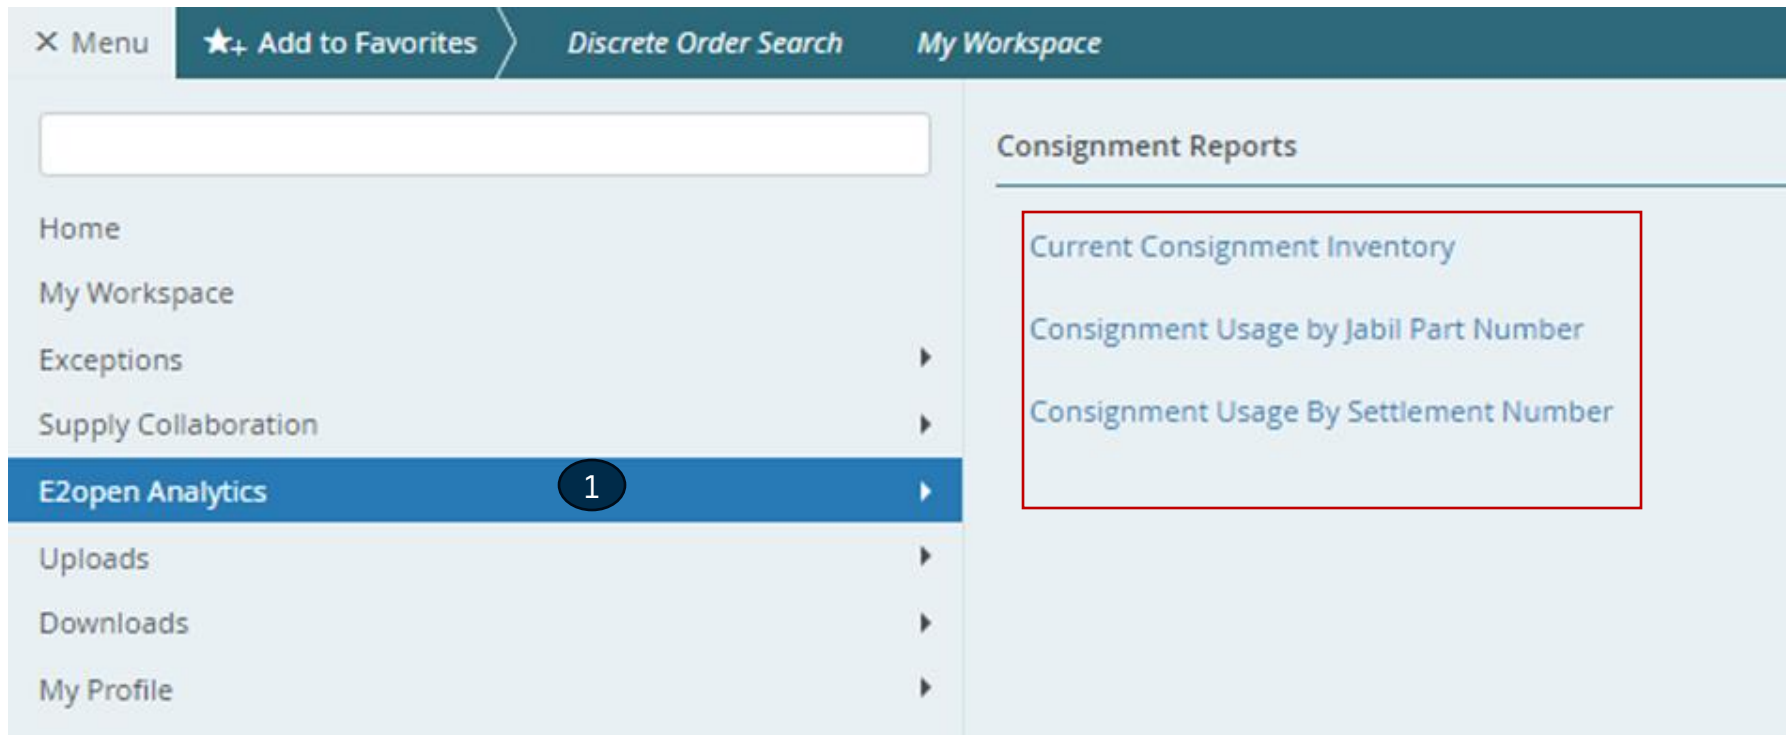 × Menu ★+ Add to Favorites Discrete Order Search My Workspace
Home
My Workspace
Exceptions
Supply Collaboration
E2open Analytics 1
Uploads
Downloads
My Profile
Consignment Reports
Current Consignment Inventory
Consignment Usage by Jabil Part Number
Consignment Usage By Settlement Number